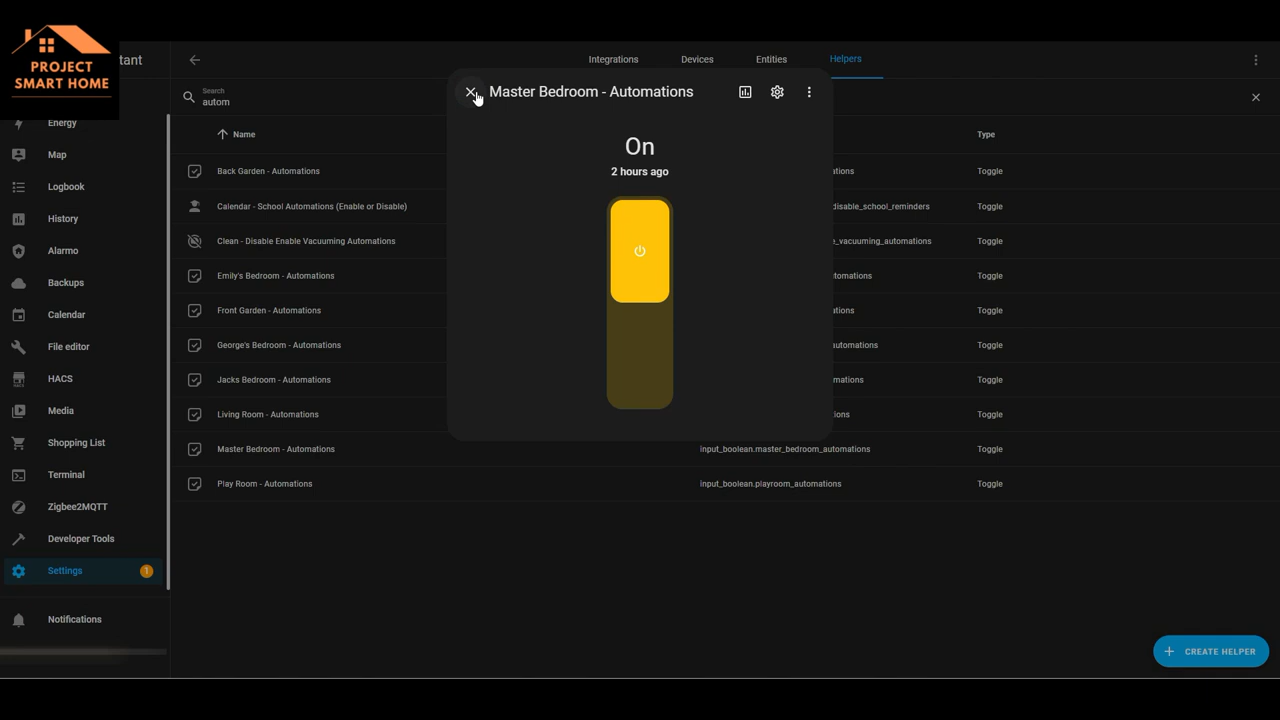 PROJECT
SMART HOME
tant
Integrations
Devices
Entities
Helpers
Search
autom
Master Bedroom - Automations
On
2 hours ago
Name
Type
Back Garden - Automations
ations
Toggle
Calendar - School Automations (Enable or Disable)
disable_school_reminders
Toggle
Clean - Disable Enable Vacuuming Automations
e_vacuuming_automations
Toggle
Emily's Bedroom - Automations
tomations
Toggle
Front Garden - Automations
ations
Toggle
George's Bedroom - Automations
automations
Toggle
Jacks Bedroom - Automations
mations
Toggle
Living Room - Automations
ions
Toggle
Master Bedroom - Automations
input_boolean.master_bedroom_automations
Toggle
Play Room - Automations
input_boolean.playroom_automations
Toggle
Energy
Map
Logbook
History
Alarmo
Backups
Calendar
File editor
HACS
Media
Shopping List
Terminal
Zigbee2MQTT
Developer Tools
Settings
1
Notifications
CREATE HELPER